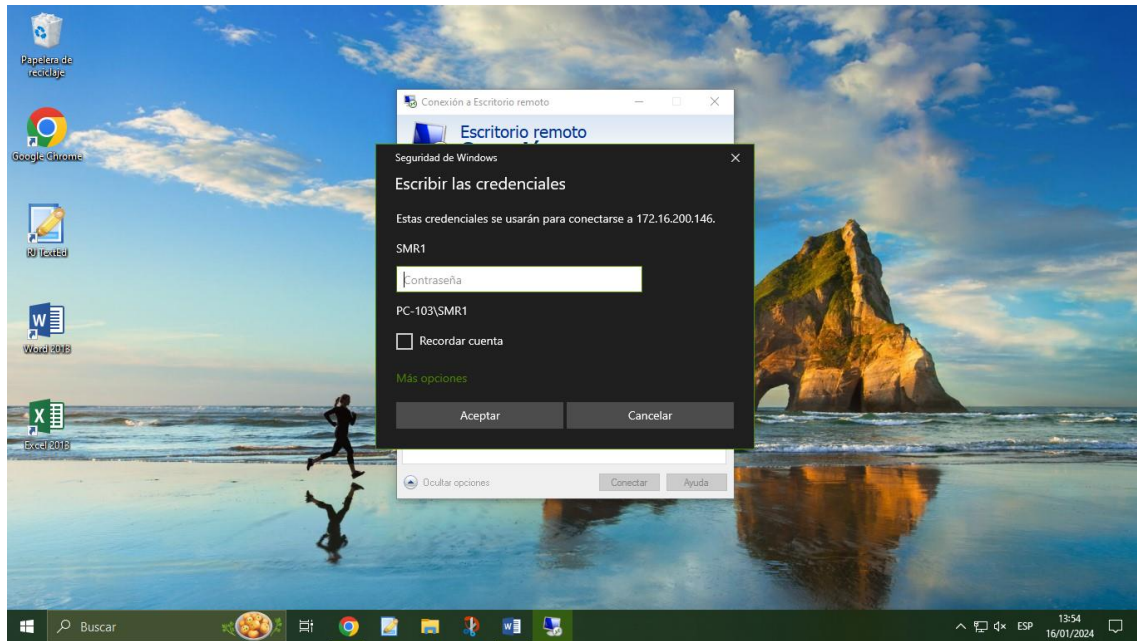 Papelera de
reciclaje
Google Chrome
RJ TextEd
Word 2013
Excel 2013
Conexión a Escritorio remoto
Escritorio remoto
Seguridad de Windows
Escribir las credenciales
Estas credenciales se usarán para conectarse a 172.16.200.146.
SMR1
Contraseña
PC-103\SMR1
Recordar cuenta
Más opciones
Aceptar
Cancelar
Ocultar opciones
Conectar
Ayuda
Buscar
ESP
13:54
16/01/2024